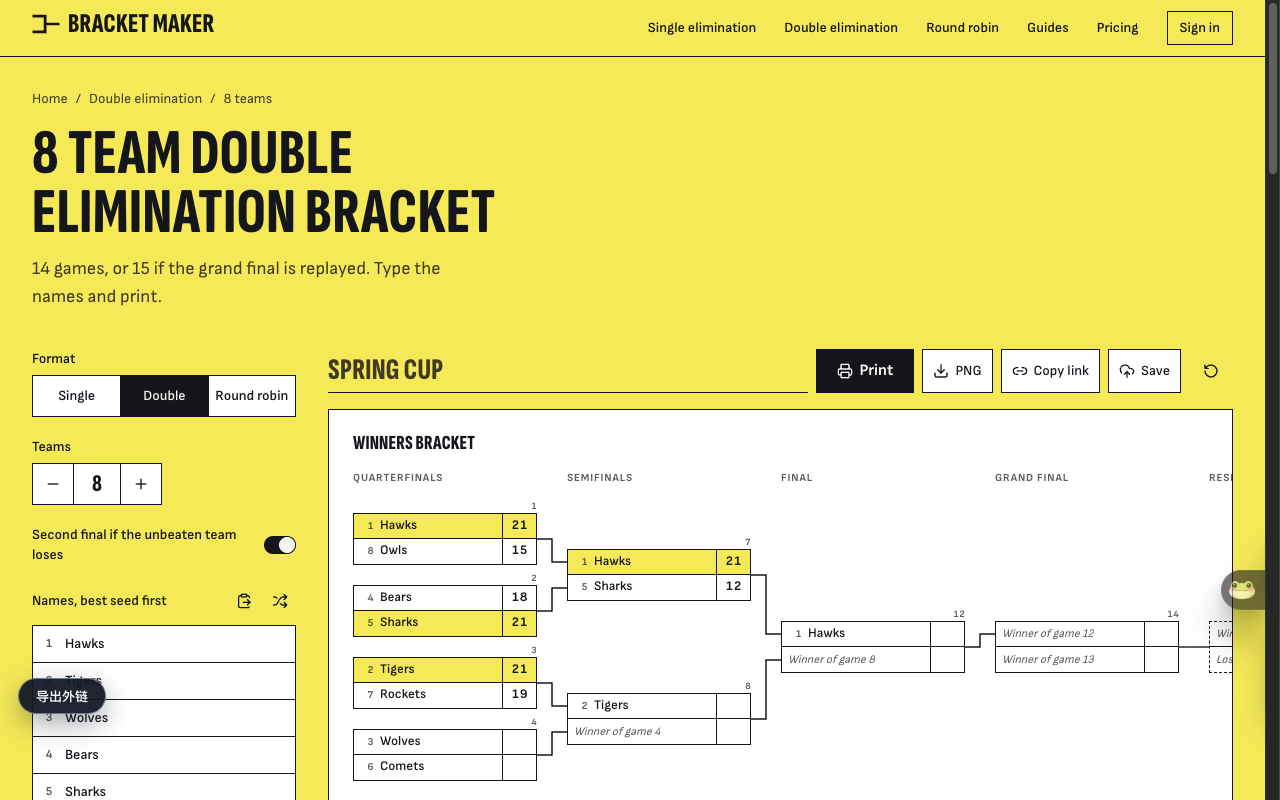 BRACKET MAKER
Single elimination
Double elimination
Round robin
Guides
Pricing
Sign in
Home / Double elimination / 8 teams
8 TEAM DOUBLE
ELIMINATION BRACKET
14 games, or 15 if the grand final is replayed. Type the
names and print.
Format
Single
Double
Round robin
Teams
8
Second final if the unbeaten team
loses
Names, best seed first
1 Hawks
2 Tigers
导出外链
3 Wolves
4 Bears
5 Sharks
SPRING CUP
Print
PNG
Copy link
Save
WINNERS BRACKET
QUARTERFINALS
SEMIFINALS
FINAL
GRAND FINAL
1
1 Hawks 21
8 Owls 15
2
4 Bears 18
5 Sharks 21
3
2 Tigers 21
7 Rockets 19
4
3 Wolves
6 Comets
7
1 Hawks 21
5 Sharks 12
8
2 Tigers
Winner of game 4
12
1 Hawks
Winner of game 8
14
Winner of game 12
Winner of game 13